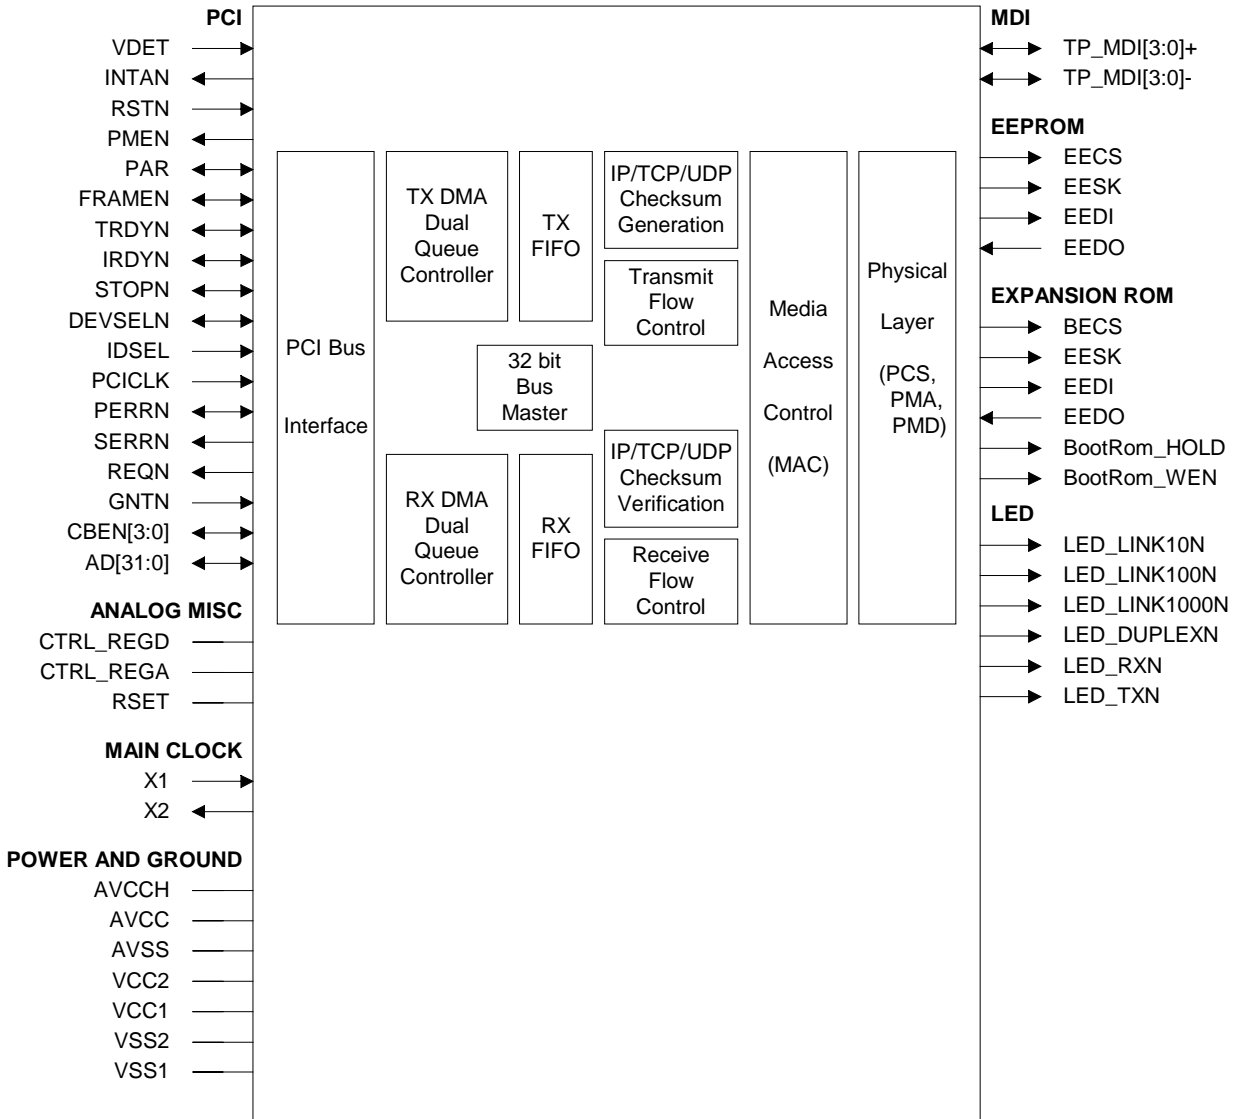 PCI
VDET
INTAN
RSTN
PMEN
PAR
FRAMEN
TRDYN
IRDYN
STOPN
DEVSELN
IDSEL
PCICLK
PERRN
SERRN
REQN
GNTN
CBEN[3:0]
AD[31:0]
ANALOG MISC
CTRL_REGD
CTRL_REGA
RSET
MAIN CLOCK
X1
X2
POWER AND GROUND
AVCCH
AVCC
AVSS
VCC2
VCC1
VSS2
VSS1
PCI Bus
Interface
TX DMA
Dual
Queue
Controller
TX
FIFO
IP/TCP/UDP
Checksum
Generation
Transmit
Flow
Control
32 bit
Bus
Master
RX DMA
Dual
Queue
Controller
RX
FIFO
IP/TCP/UDP
Checksum
Verification
Receive
Flow
Control
Media
Access
Control
(MAC)
Physical
Layer
(PCS,
PMA,
PMD)
MDI
TP_MDI[3:0]+
TP_MDI[3:0]-
EEPROM
EECS
EESK
EEDI
EEDO
EXPANSION ROM
BECS
EESK
EEDI
EEDO
BootRom_HOLD
BootRom_WEN
LED
LED_LINK10N
LED_LINK100N
LED_LINK1000N
LED_DUPLEXN
LED_RXN
LED_TXN